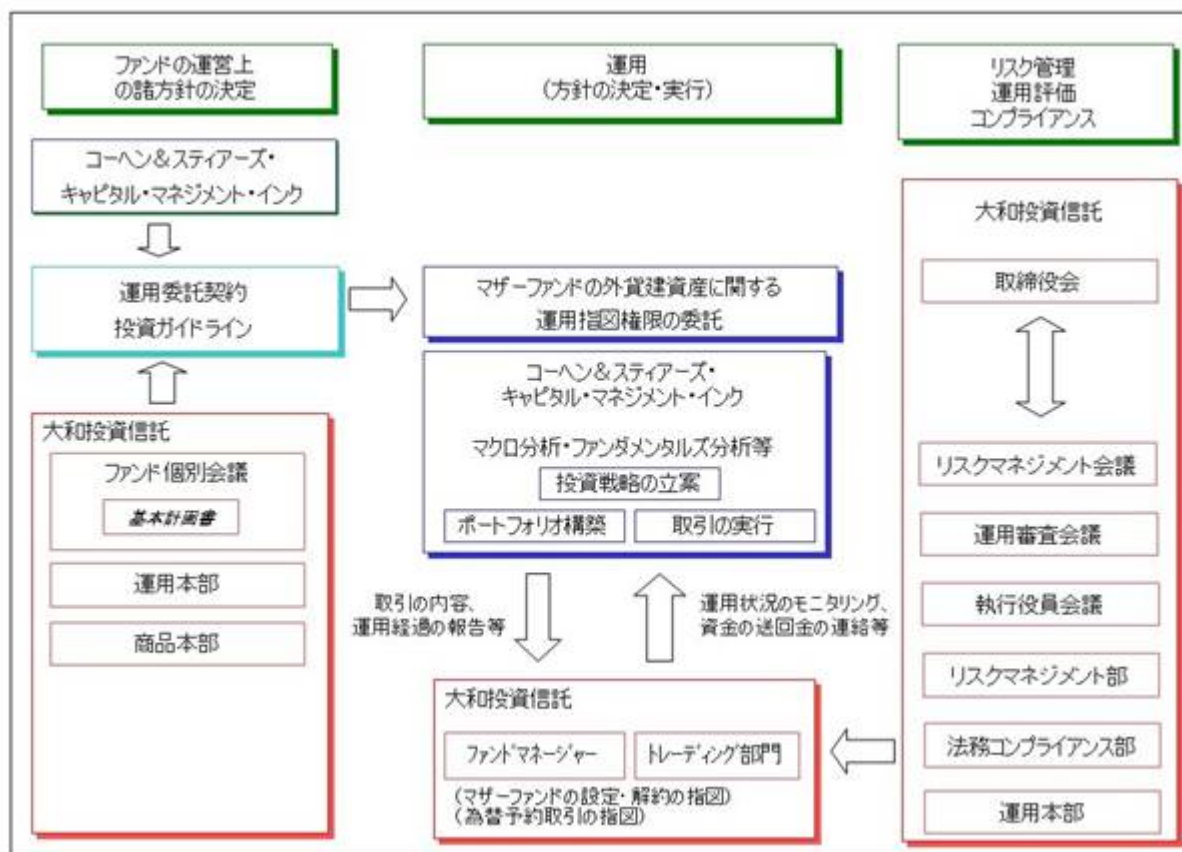 ファンドの運営上
の諸方針の決定
運用
(方針の決定・実行)
リスク管理
運用評価
コンプライアンス
コーヘン＆スティアーズ・
キャピタル・マネジメント・インク
運用委託契約
投資ガイドライン
マザーファンドの外貨建資産に関する
運用指図権限の委託
コーヘン＆スティアーズ・
キャピタル・マネジメント・インク
マクロ分析・ファンダメンタルズ分析等
投資戦略の立案
ポートフォリオ構築
取引の実行
大和投資信託
ファンド個別会議
基本計画書
運用本部
商品本部
取引の内容、
運用経過の報告等
運用状況のモニタリング、
資金の送回金の連絡等
大和投資信託
ファンドマネージャー
トレーディング部門
(マザーファンドの設定・解約の指図)
(為替予約取引の指図)
大和投資信託
取締役会
リスクマネジメント会議
運用審査会議
執行役員会議
リスクマネジメント部
法務コンプライアンス部
運用本部